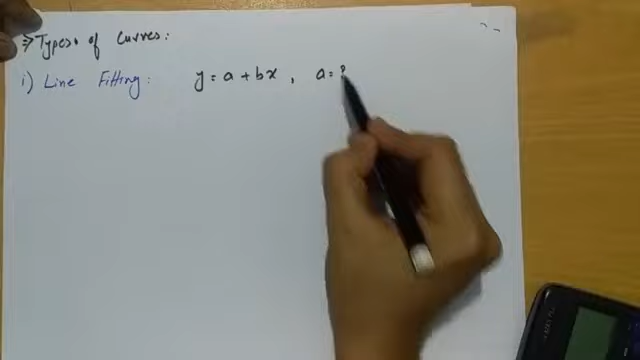 ⇒ Types of Curves:
i) Line Fitting: y = a + bx, a = ?